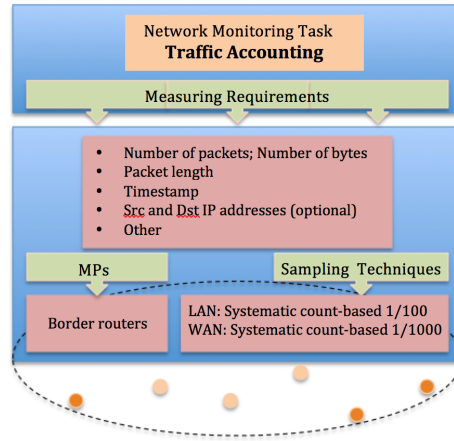 Network Monitoring Task
Traffic Accounting
Measuring Requirements
• Number of packets; Number of bytes
• Packet length
• Timestamp
• Src and Dst IP addresses (optional)
• Other
MPs
Sampling Techniques
Border routers
LAN: Systematic count-based 1/100
WAN: Systematic count-based 1/1000